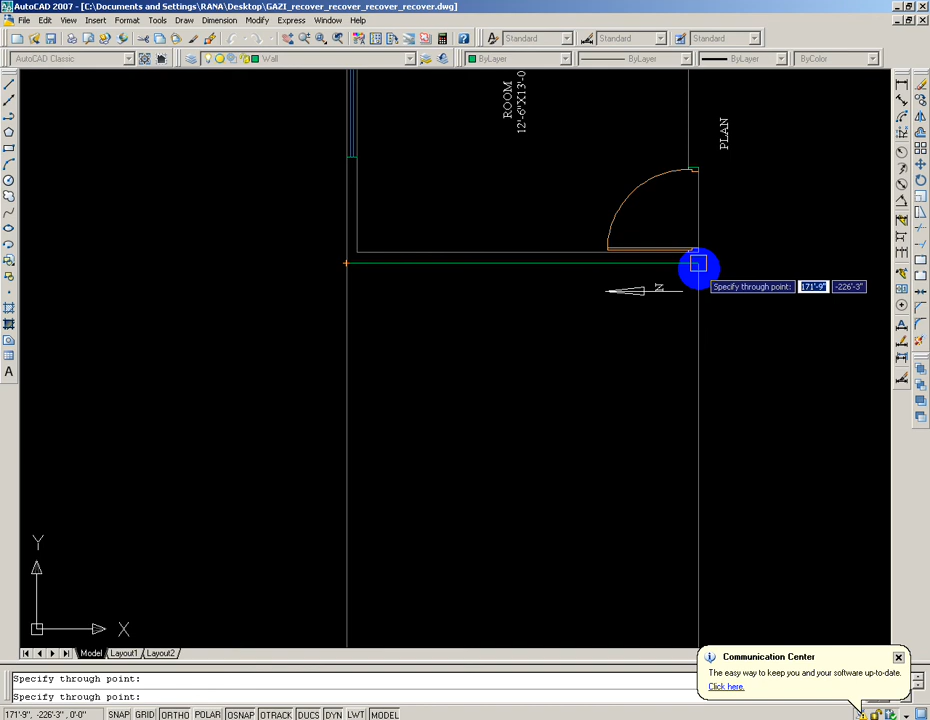 AutoCAD 2007 - [C:\Documents and Settings\RANA\Desktop\GAZI_recover_recover_recover_recover.dwg]
File Edit View Insert Format Tools Draw Dimension Modify Express Window Help
Standard Standard Standard
AutoCAD Classic Wall ByLayer ByLayer ByLayer ByColor
ROOM
12'-6"X13'-0
PLAN
N
Specify through point: 171'-9" -226'-3"
Y
X
Model Layout1 Layout2
Communication Center
The easy way to keep you and your software up-to-date.
Click here.
Specify through point:
Specify through point:
171'-9", -226'-3" , 0'-0" SNAP GRID ORTHO POLAR OSNAP OTRACK DUCS DYN LWT MODEL
A